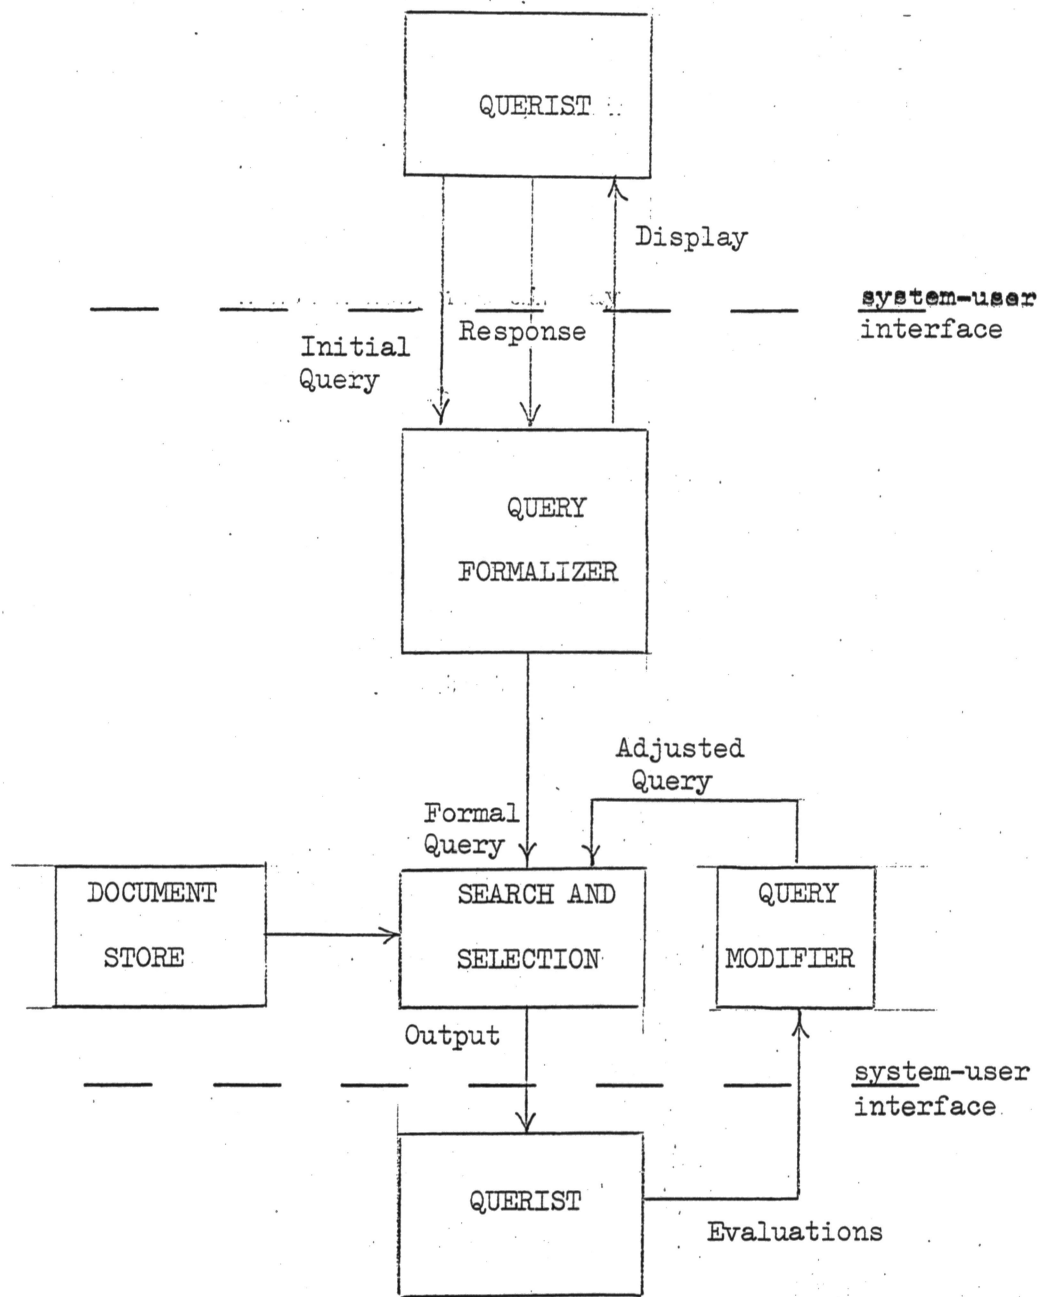 QUERIST
Display
system-user
interface
Response
Initial
Query
QUERY
FORMALIZER
Adjusted
Query
Formal
Query
DOCUMENT
STORE
SEARCH AND
SELECTION
QUERY
MODIFIER
Output
system-user
interface
QUERIST
Evaluations